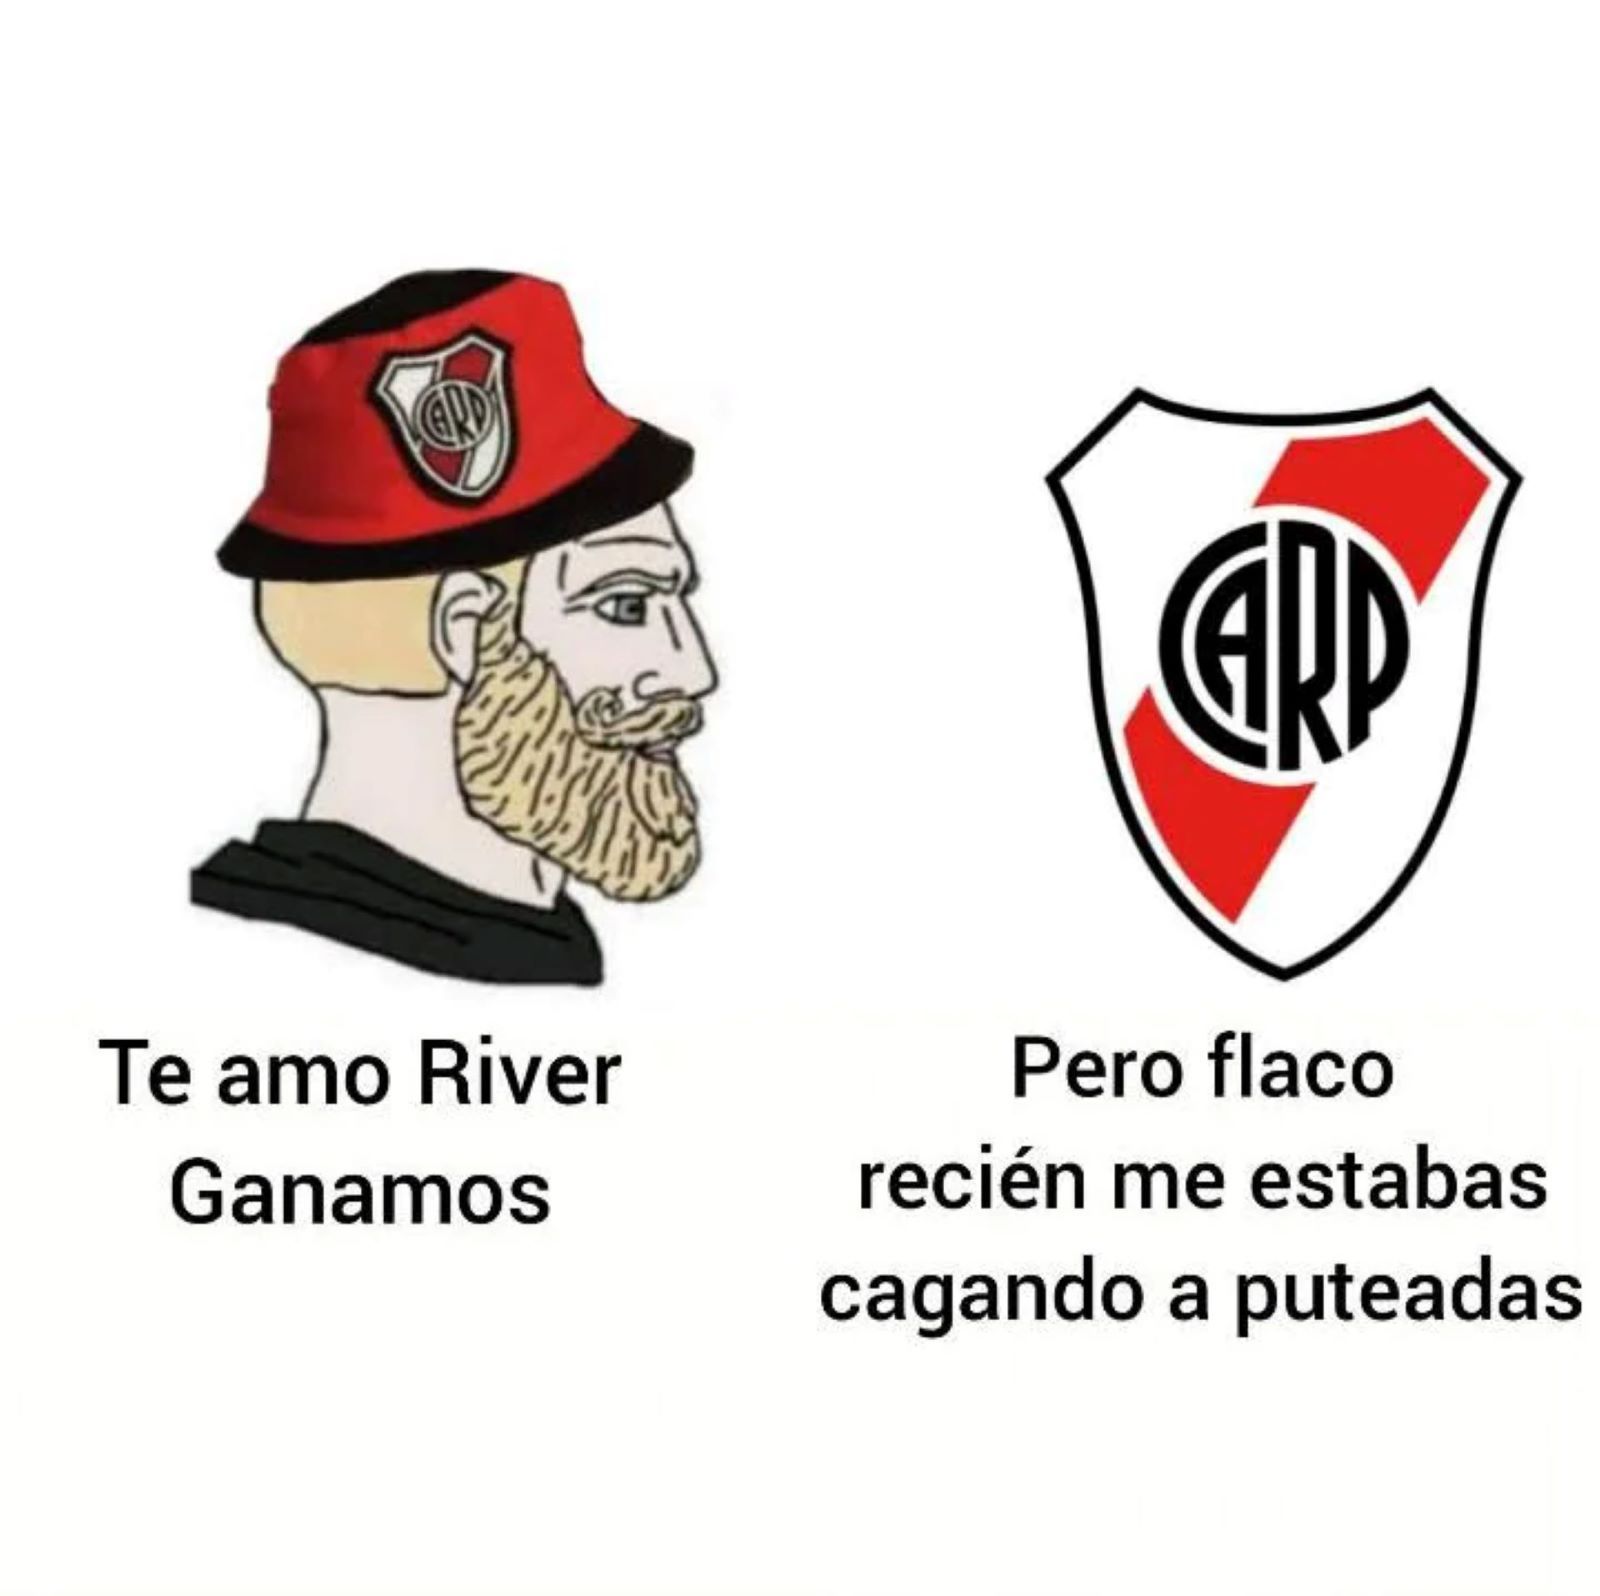 CARP
CARP
Te amo River
Ganamos
Pero flaco
recién me estabas
cagando a puteadas